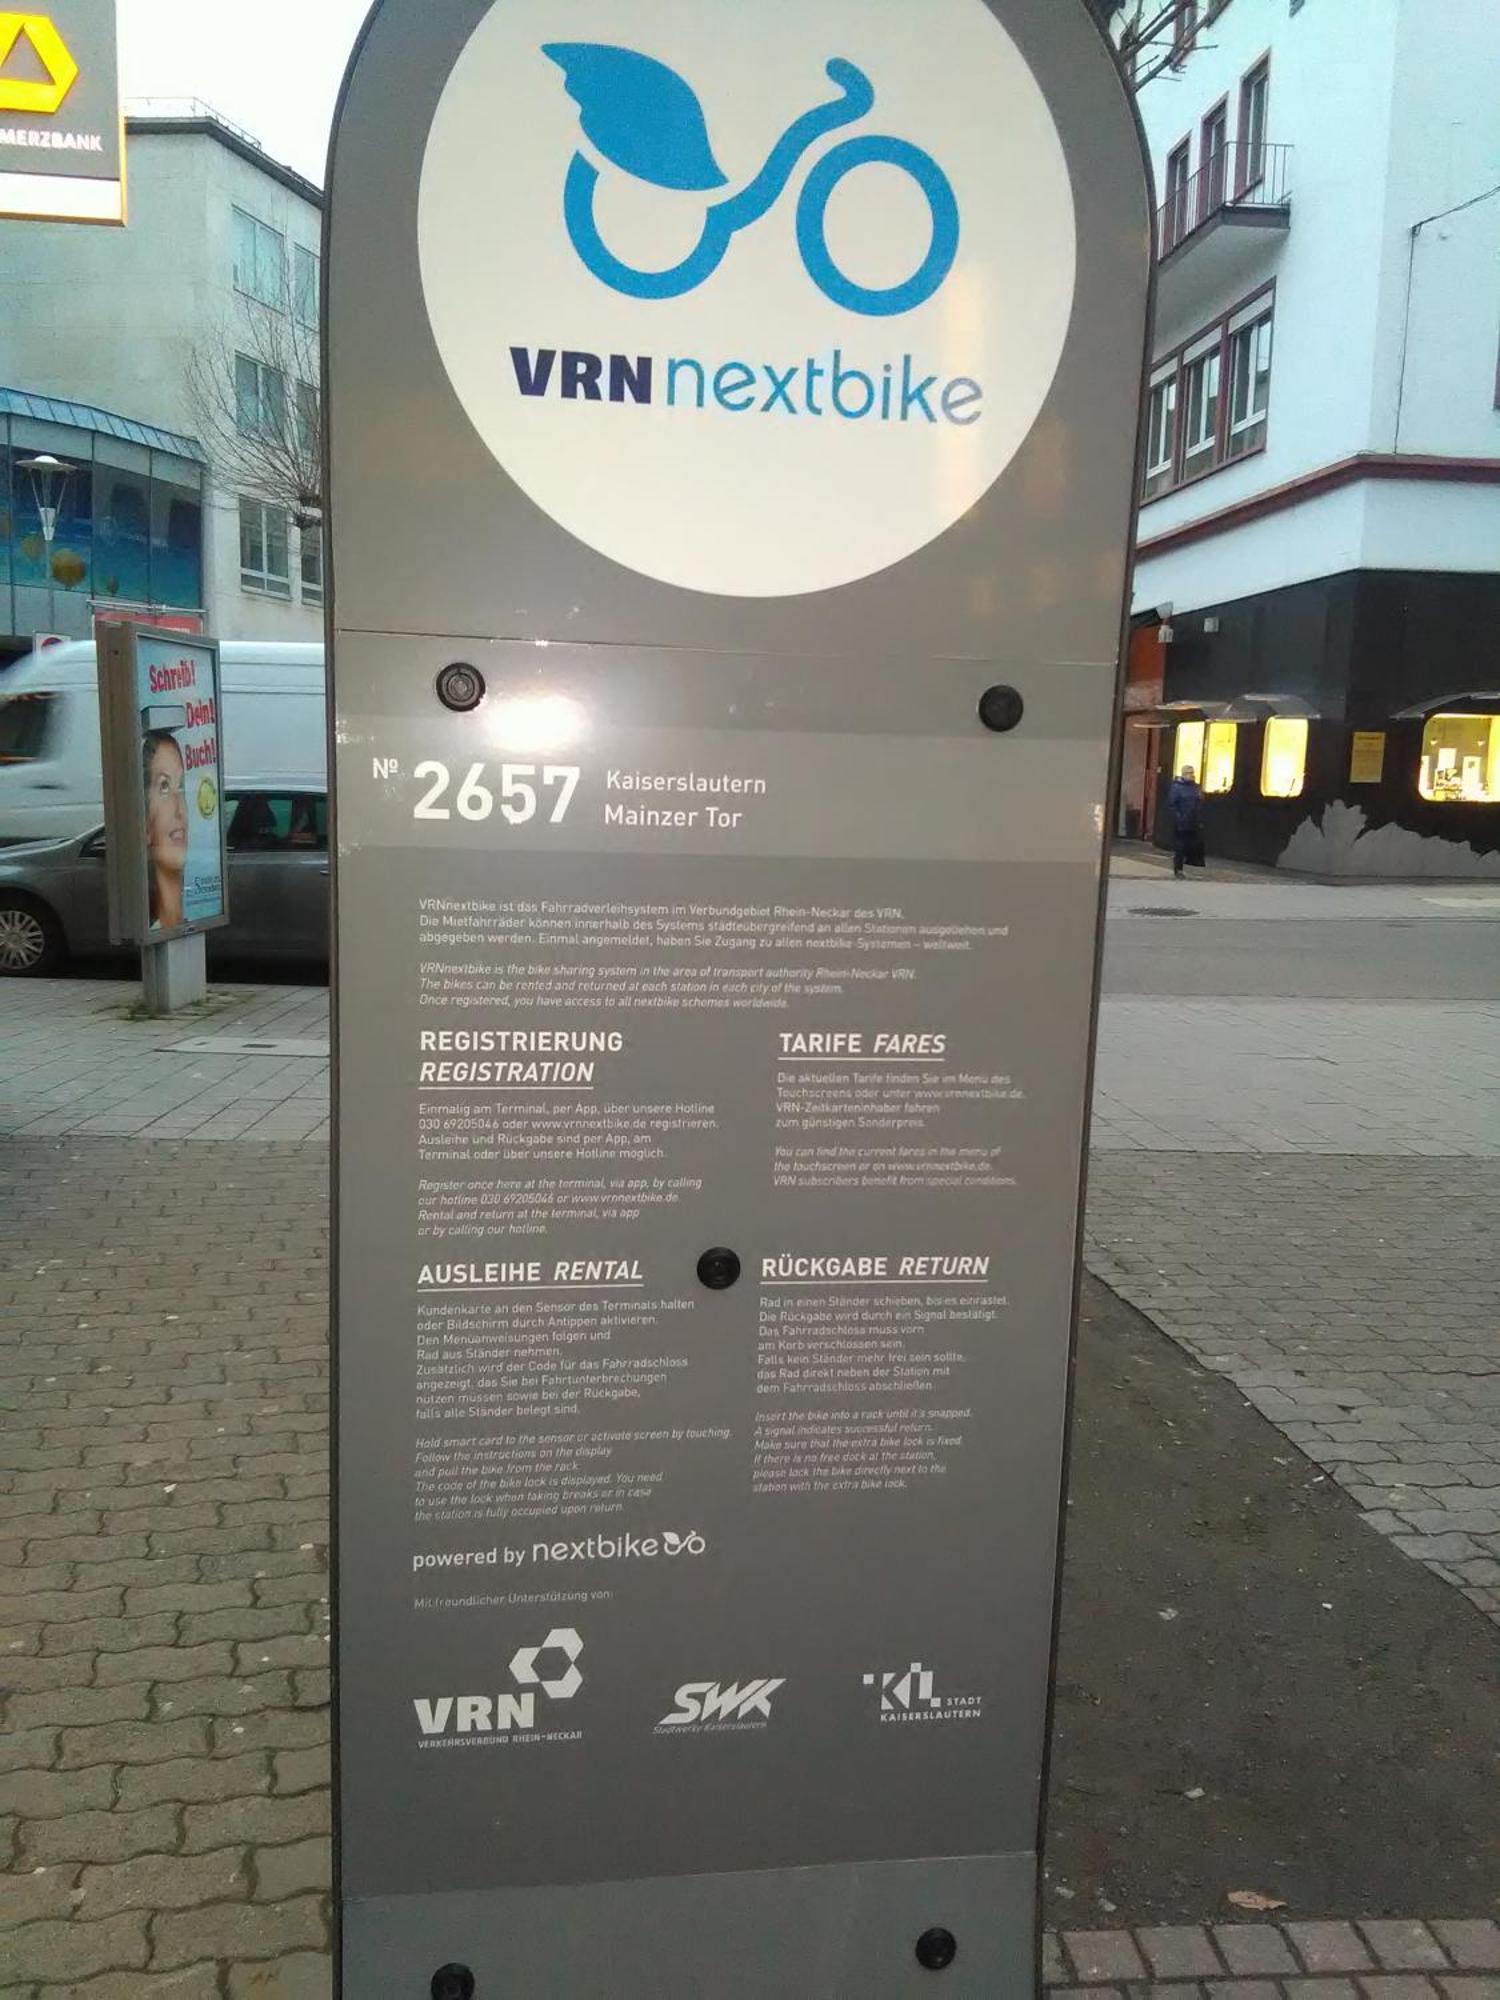 MERZBANK
VRNnextbike
Schreib!
Dein!
Buch!
Nº 2657 Kaiserslautern
Mainzer Tor
VRNnextbike ist das Fahrradverleihsystem im Verbundgebiet Rhein-Neckar des VRN.
Die Mietfahrräder können innerhalb des Systems städteübergreifend an allen Stationen ausgeliehen und
abgegeben werden. Einmal angemeldet, haben Sie Zugang zu allen nextbike-Systemen – weltweit.
VRNnextbike is the bike sharing system in the area of transport authority Rhein-Neckar VRN.
The bikes can be rented and returned at each station in each city of the system.
Once registered, you have access to all nextbike schemes worldwide.
REGISTRIERUNG
REGISTRATION
Einmalig am Terminal, per App, über unsere Hotline
030 69205046 oder www.vrnnextbike.de registrieren.
Ausleihe und Rückgabe sind per App, am
Terminal oder über unsere Hotline möglich.
Register once here at the terminal, via app, by calling
our hotline 030 69205046 or www.vrnnextbike.de.
Rental and return at the terminal, via app
or by calling our hotline.
TARIFE FARES
Die aktuellen Tarife finden Sie im Menü des
Touchscreens oder unter www.vrnnextbike.de.
VRN-Zeitkarteninhaber fahren
zum günstigen Sonderpreis.
You can find the current fares in the menu of
the touchscreen or on www.vrnnextbike.de.
VRN subscribers benefit from special conditions.
AUSLEIHE RENTAL
Kundenkarte an den Sensor des Terminals halten
oder Bildschirm durch Antippen aktivieren.
Den Menüanweisungen folgen und
Rad aus Ständer nehmen.
Zusätzlich wird der Code für das Fahrradschloss
angezeigt, das Sie bei Fahrtunterbrechungen
nutzen müssen sowie bei der Rückgabe,
falls alle Ständer belegt sind.
Hold smart card to the sensor or activate screen by touching.
Follow the instructions on the display
and pull the bike from the rack.
The code of the bike lock is displayed. You need
to use the lock when taking breaks or in case
the station is fully occupied upon return.
RÜCKGABE RETURN
Rad in einen Ständer schieben, bis es einrastet.
Die Rückgabe wird durch ein Signal bestätigt.
Das Fahrradschloss muss vorn
am Korb verschlossen sein.
Falls kein Ständer mehr frei sein sollte,
das Rad direkt neben der Station mit
dem Fahrradschloss abschließen.
Insert the bike into a rack until it's snapped.
A signal indicates successful return.
Make sure that the extra bike lock is fixed.
If there is no free dock at the station,
please lock the bike directly next to the
station with the extra bike lock.
powered by nextbike
Mit freundlicher Unterstützung von:
VRN
VERKEHRSVERBUND RHEIN-NECKAR
SWK
Stadtwerke Kaiserslautern
KL STADT
KAISERSLAUTERN